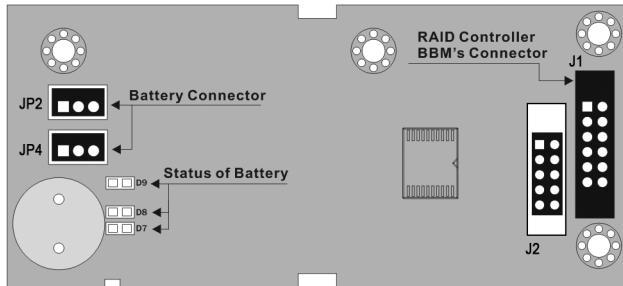 RAID Controller
BBM's Connector
J1
JP2
Battery Connector
JP4
Status of Battery
D9
D8
D7
J2